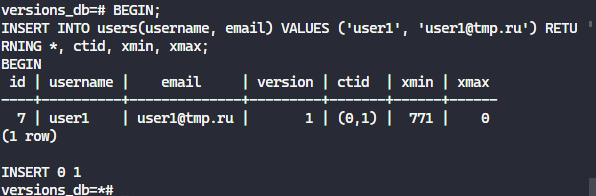 versions_db=# BEGIN;
INSERT INTO users(username, email) VALUES ('user1', 'user1@tmp.ru') RETU
RNING *, ctid, xmin, xmax;
BEGIN
 id | username |    email     | version | ctid  | xmin | xmax
----+----------+--------------+---------+-------+------+------
  7 | user1    | user1@tmp.ru |       1 | (0,1) |  771 |    0
(1 row)

INSERT 0 1
versions_db=*#